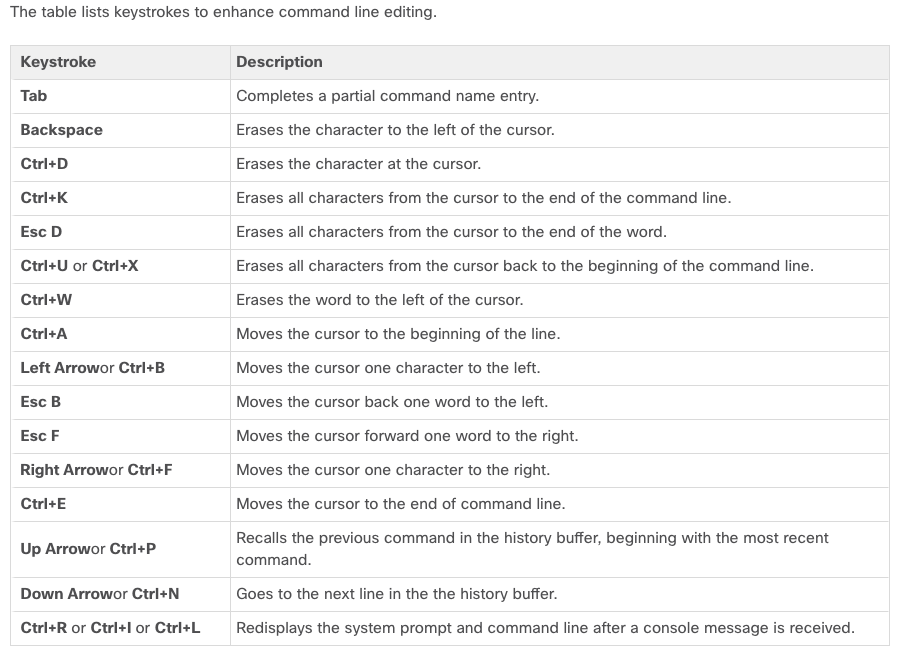 The table lists keystrokes to enhance command line editing.
Keystroke Description
Tab Completes a partial command name entry.
Backspace Erases the character to the left of the cursor.
Ctrl+D Erases the character at the cursor.
Ctrl+K Erases all characters from the cursor to the end of the command line.
Esc D Erases all characters from the cursor to the end of the word.
Ctrl+U or Ctrl+X Erases all characters from the cursor back to the beginning of the command line.
Ctrl+W Erases the word to the left of the cursor.
Ctrl+A Moves the cursor to the beginning of the line.
Left Arrowor Ctrl+B Moves the cursor one character to the left.
Esc B Moves the cursor back one word to the left.
Esc F Moves the cursor forward one word to the right.
Right Arrowor Ctrl+F Moves the cursor one character to the right.
Ctrl+E Moves the cursor to the end of command line.
Up Arrowor Ctrl+P Recalls the previous command in the history buffer, beginning with the most recent
command.
Down Arrowor Ctrl+N Goes to the next line in the the history buffer.
Ctrl+R or Ctrl+I or Ctrl+L Redisplays the system prompt and command line after a console message is received.